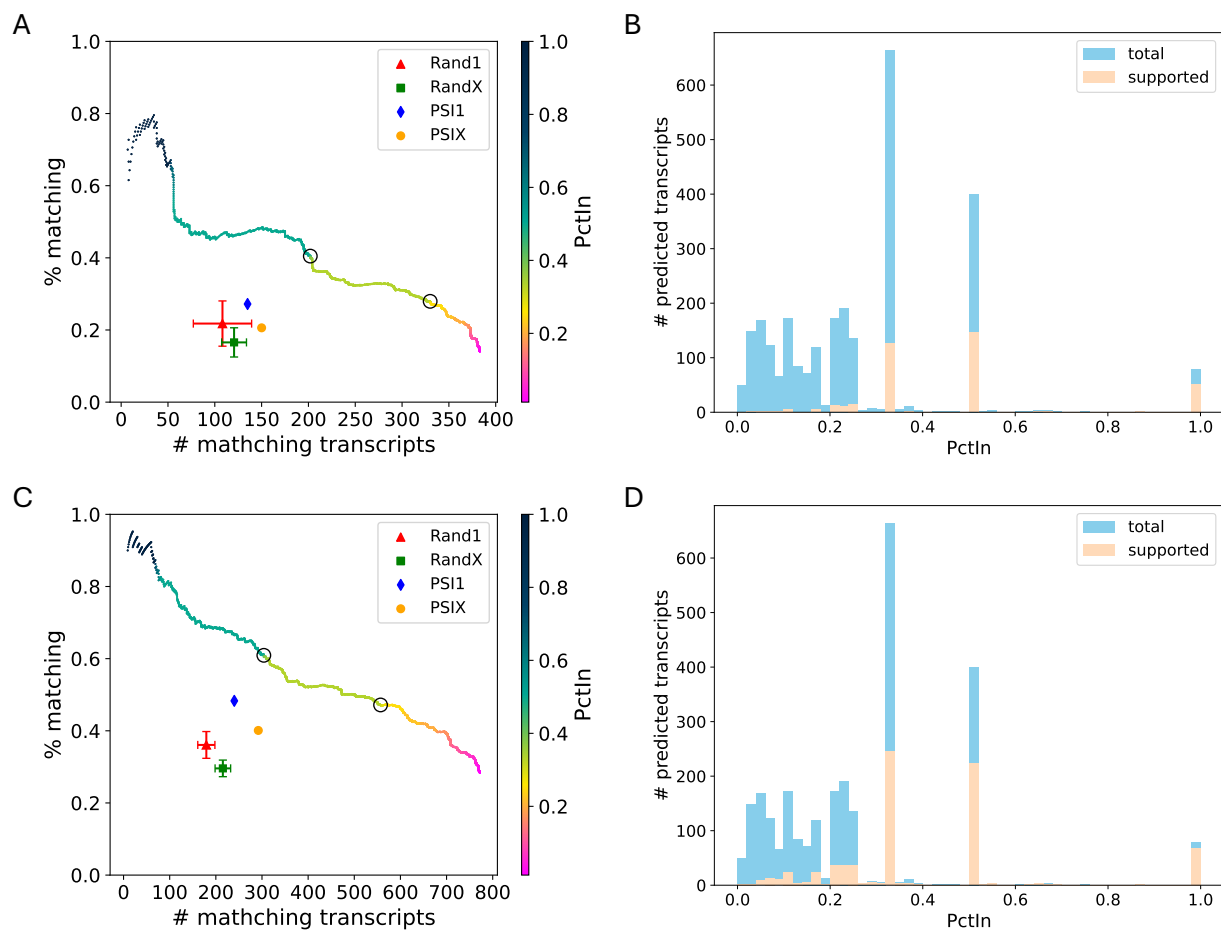 A
% matching
1.0
0.8
0.6
0.4
0.2
0.0
0 50 100 150 200 250 300 350 400
# mathching transcripts
Rand1
RandX
PSI1
PSIX
1.0
0.8
0.6
0.4
0.2
PctIn
B
# predicted transcripts
600
500
400
300
200
100
0
0.0 0.2 0.4 0.6 0.8 1.0
PctIn
total
supported
C
% matching
1.0
0.8
0.6
0.4
0.2
0.0
0 100 200 300 400 500 600 700 800
# mathching transcripts
Rand1
RandX
PSI1
PSIX
1.0
0.8
0.6
0.4
0.2
PctIn
D
# predicted transcripts
600
500
400
300
200
100
0
0.0 0.2 0.4 0.6 0.8 1.0
PctIn
total
supported